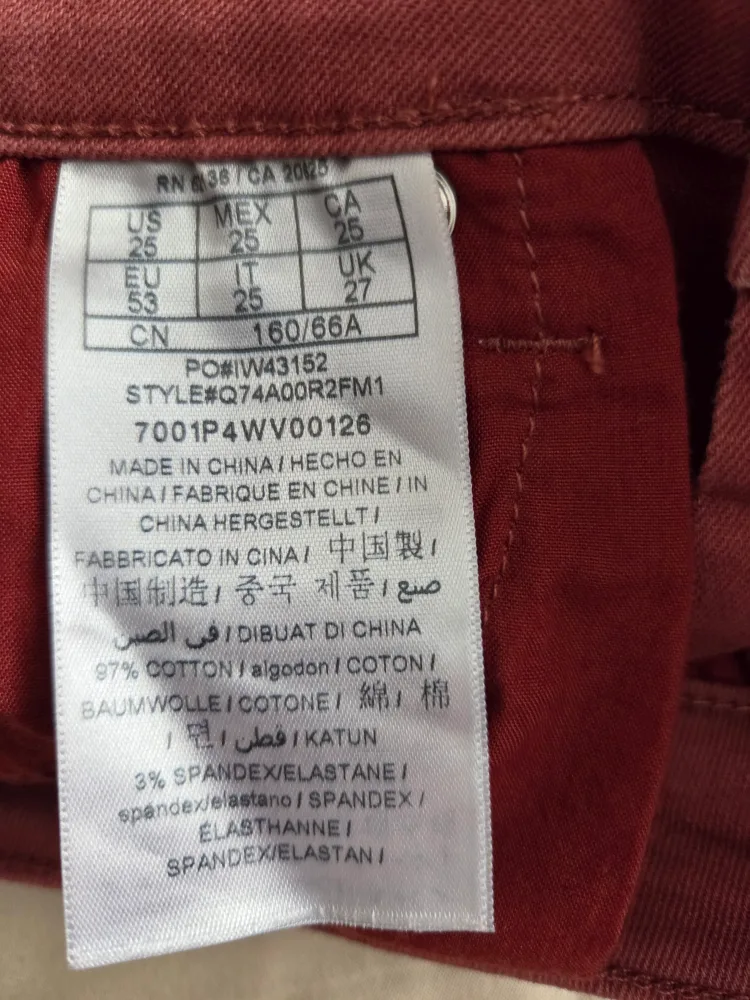 RN 36 / CA
US MEX CA
25 25 25
EU IT UK
53 25 27
CN 160/66A
PO#IW43152
STYLE#Q74A00R2FM1
7001P4WV00126
MADE IN CHINA / HECHO EN
CHINA / FABRIQUE EN CHINE / IN
CHINA HERGESTELLT /
FABBRICATO IN CINA / 中国製 /
中国制造 / 중국 제품 / صنع
في الصين / DIBUAT DI CHINA
97% COTTON / algodon / COTON /
BAUMWOLLE / COTONE / 綿 / 棉
/ 면 / قطن / KATUN
3% SPANDEX/ELASTANE /
spandex/elastano / SPANDEX /
ÉLASTHANNE /
SPANDEX/ELASTAN /